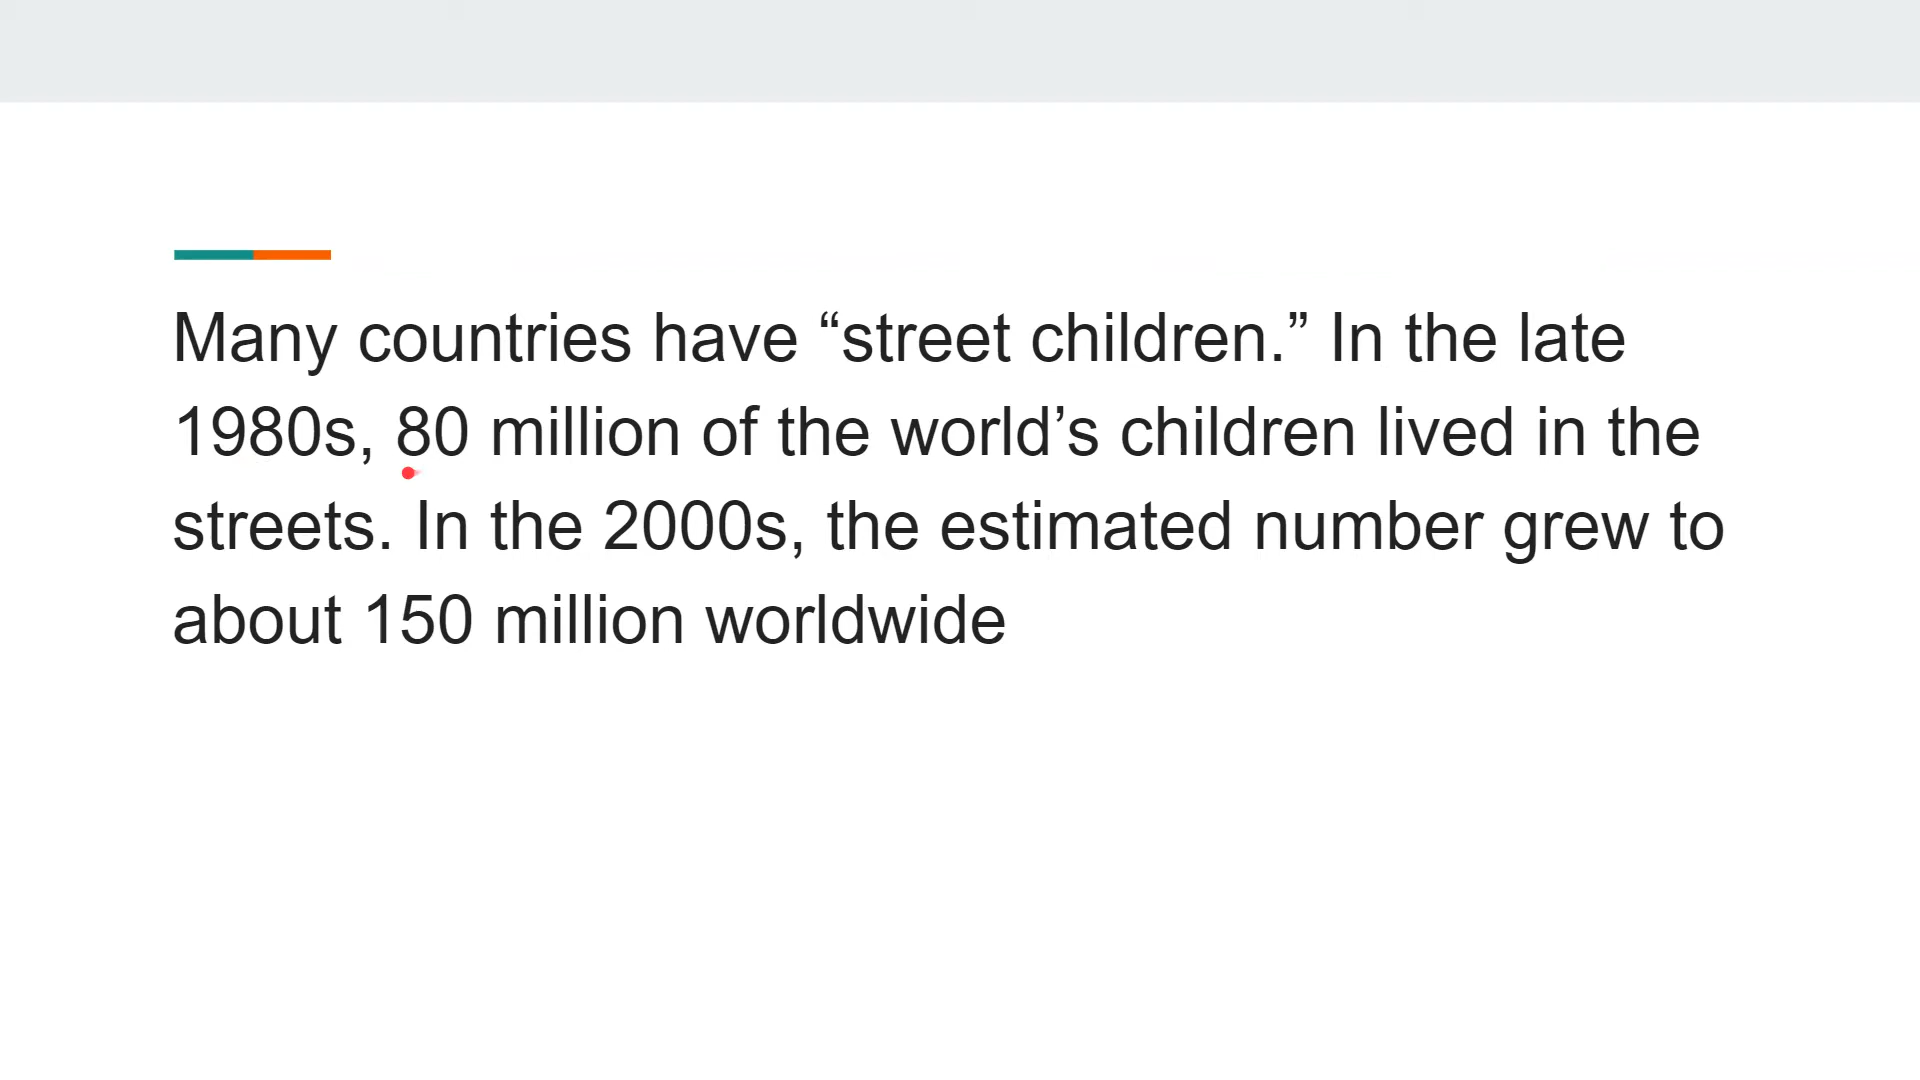 Many countries have “street children.” In the late
1980s, 80 million of the world’s children lived in the
streets. In the 2000s, the estimated number grew to
about 150 million worldwide